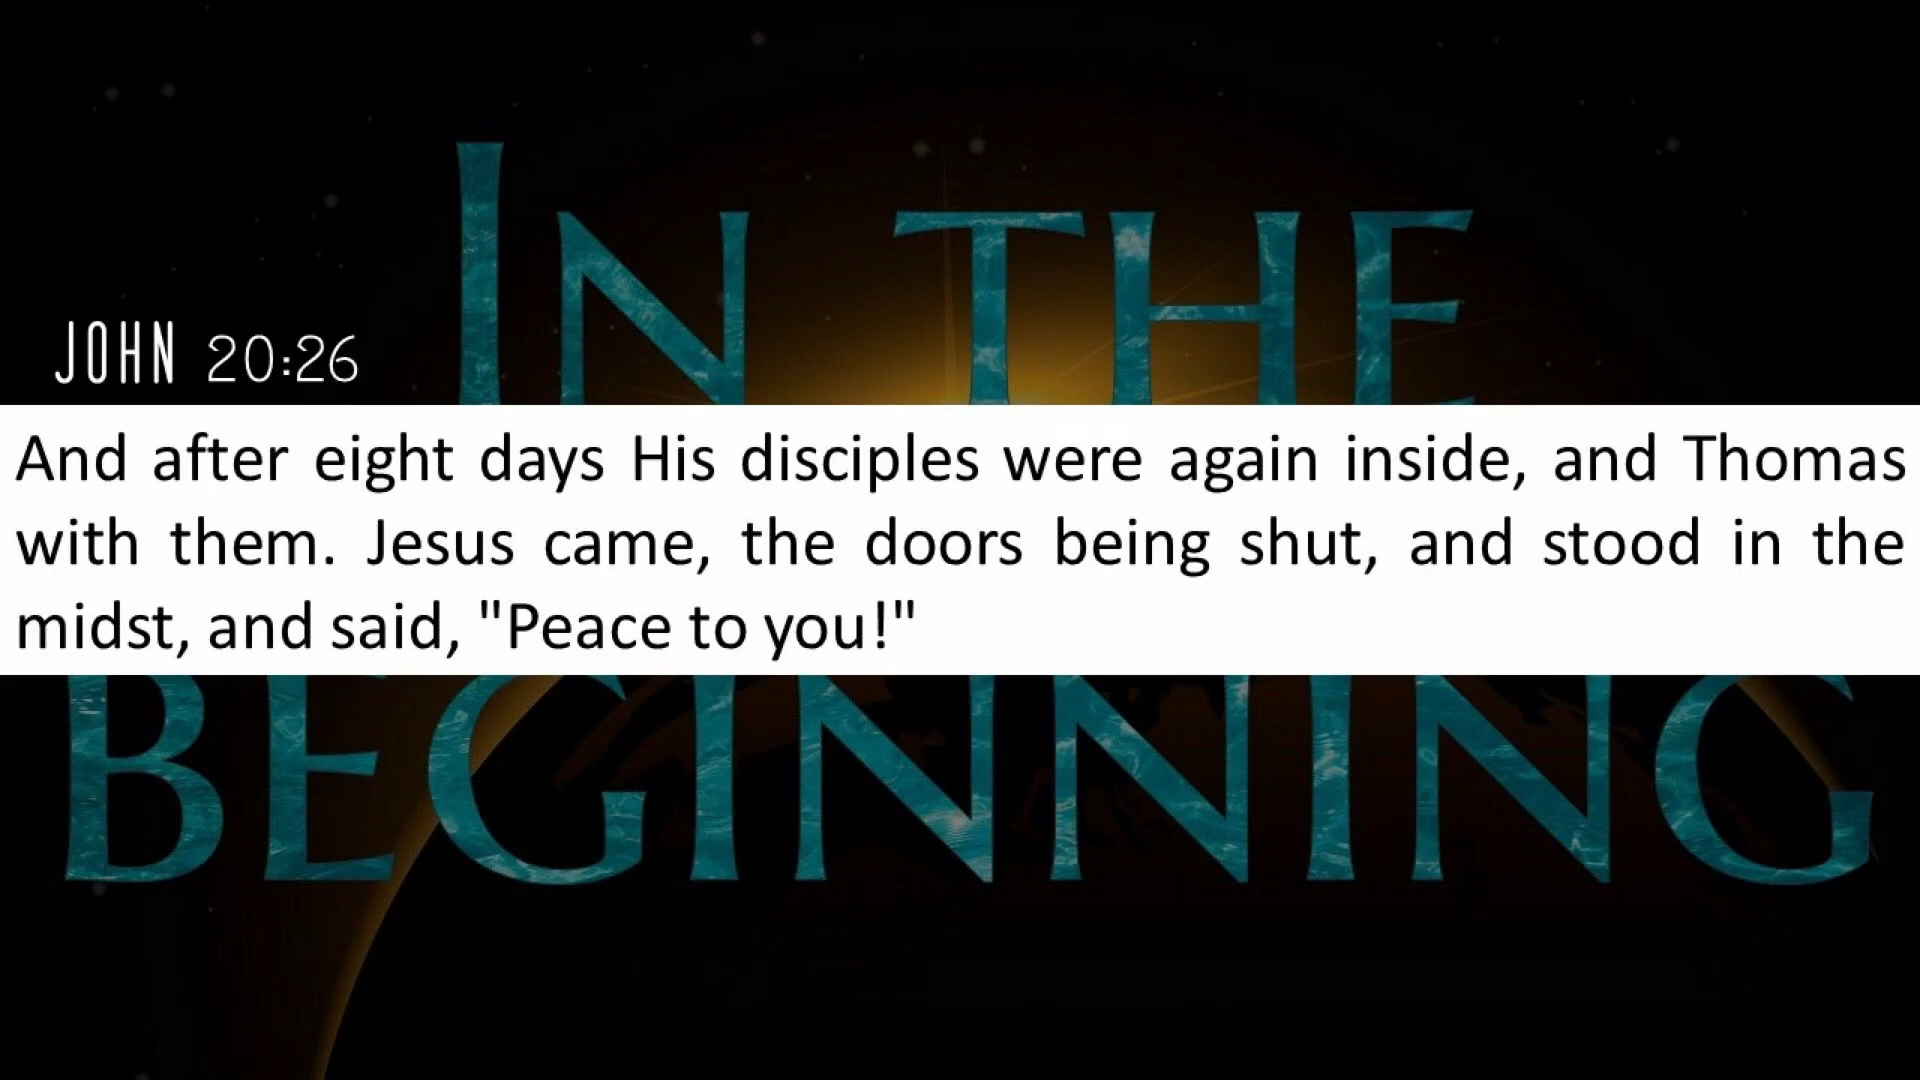 IN THE
JOHN 20:26
And after eight days His disciples were again inside, and Thomas
with them. Jesus came, the doors being shut, and stood in the
midst, and said, "Peace to you!"
BEGINNING